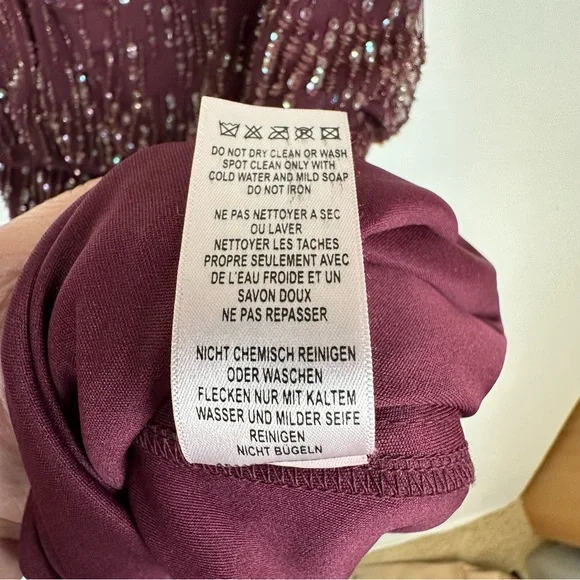 DO NOT DRY CLEAN OR WASH
SPOT CLEAN ONLY WITH
COLD WATER AND MILD SOAP
DO NOT IRON
NE PAS NETTOYER A SEC
OU LAVER
NETTOYER LES TACHES
PROPRE SEULEMENT AVEC
DE L'EAU FROIDE ET UN
SAVON DOUX
NE PAS REPASSER
NICHT CHEMISCH REINIGEN
ODER WASCHEN
FLECKEN NUR MIT KALTEM
WASSER UND MILDER SEIFE
REINIGEN
NICHT BÜGELN